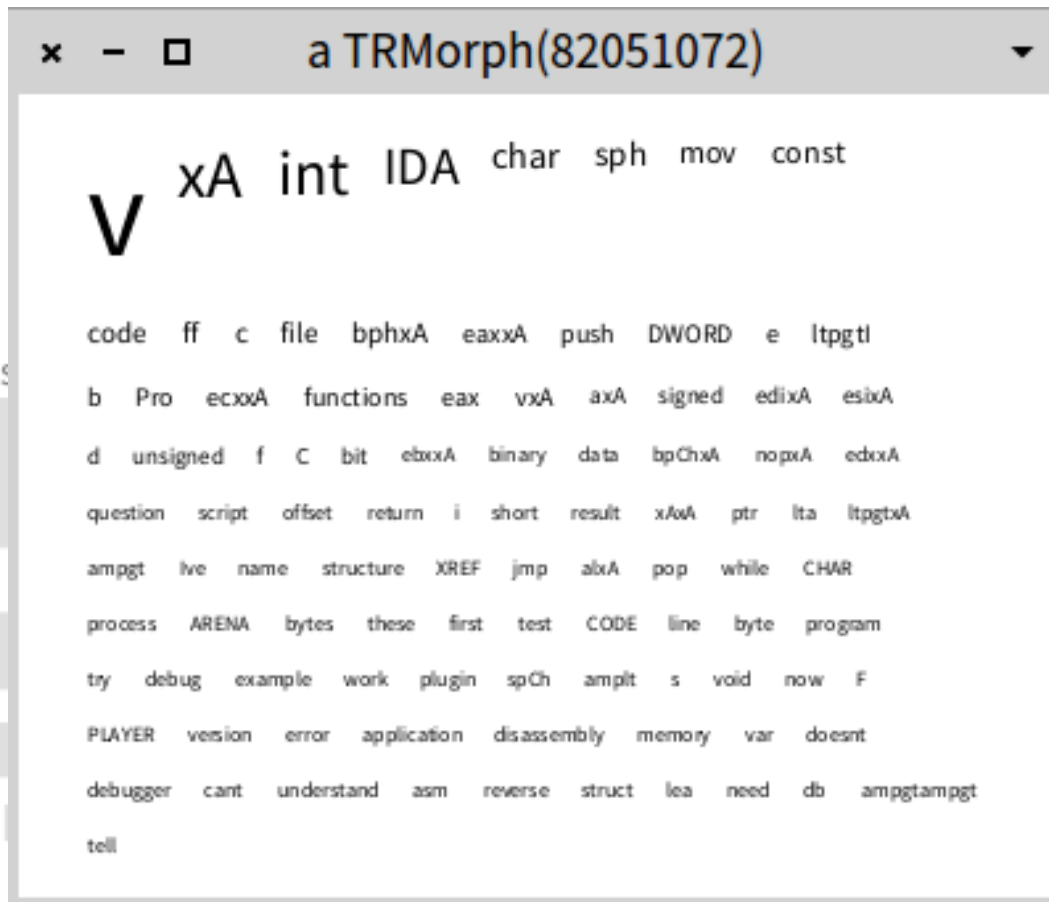 a TRMorph(82051072)
v xA int IDA char sph mov const
code ff c file bphxA eaxxA push DWORD e ltpgtI
b Pro ecxxA functions eax vxA axA signed edixA esixA
d unsigned f C bit ebxxA binary data bpChxA nopxA edxxA
question script offset return i short result xAxA ptr lta ltpgtxA
ampgt Ive name structure XREF jmp alxA pop while CHAR
process ARENA bytes these first test CODE line byte program
try debug example work plugin spCh amplt s void now F
PLAYER version error application disassembly memory var doesnt
debugger cant understand asm reverse struct lea need db ampgtampgt
tell